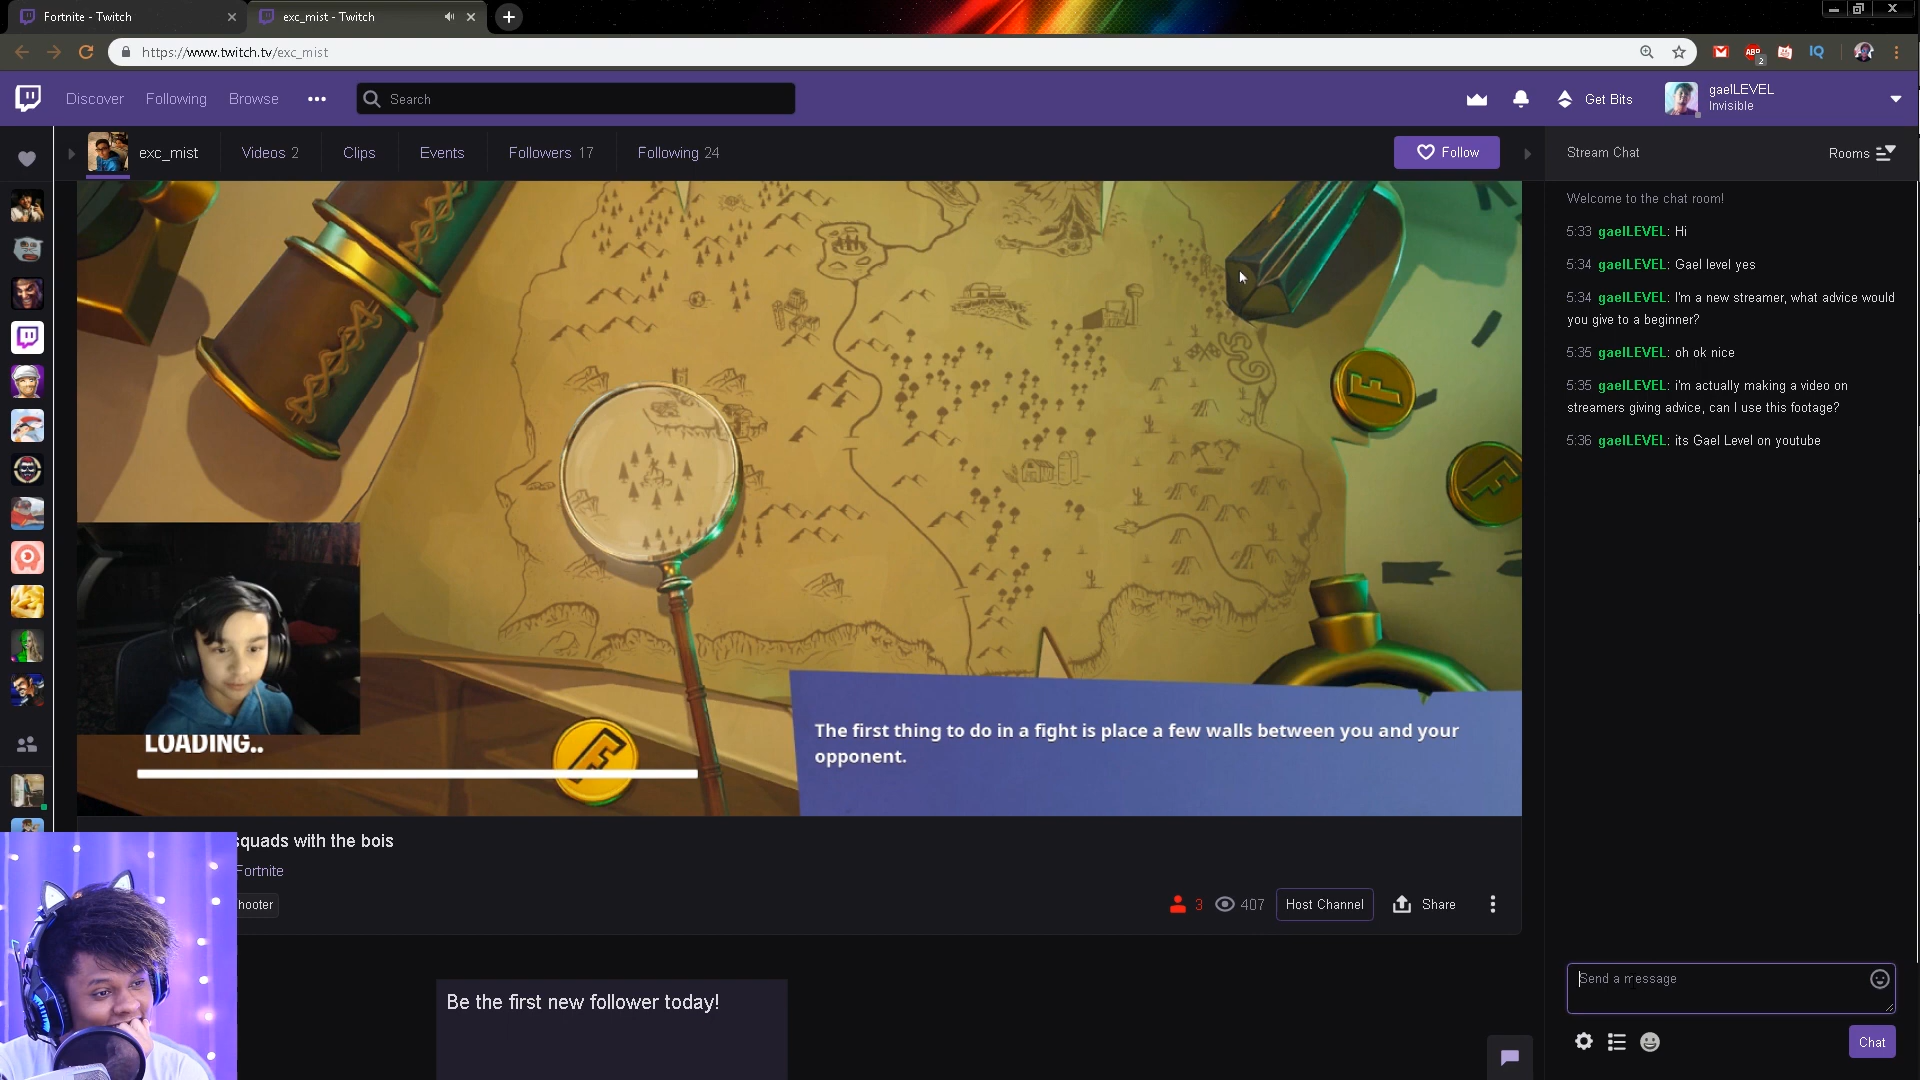 Fortnite - Twitch
exc_mist - Twitch
https://www.twitch.tv/exc_mist
ABP
2
IQ
Discover
Following
Browse
Search
Get Bits
gaelLEVEL
Invisible
exc_mist
Videos 2
Clips
Events
Followers 17
Following 24
Follow
Stream Chat
Rooms
Welcome to the chat room!
5:33 gaelLEVEL: Hi
5:34 gaelLEVEL: Gael level yes
5:34 gaelLEVEL: I'm a new streamer, what advice would
you give to a beginner?
5:35 gaelLEVEL: oh ok nice
5:35 gaelLEVEL: i'm actually making a video on
streamers giving advice, can I use this footage?
5:36 gaelLEVEL: its Gael Level on youtube
LOADING..
The first thing to do in a fight is place a few walls between you and your
opponent.
squads with the bois
Fortnite
hooter
3
407
Host Channel
Share
Be the first new follower today!
Send a message
Chat